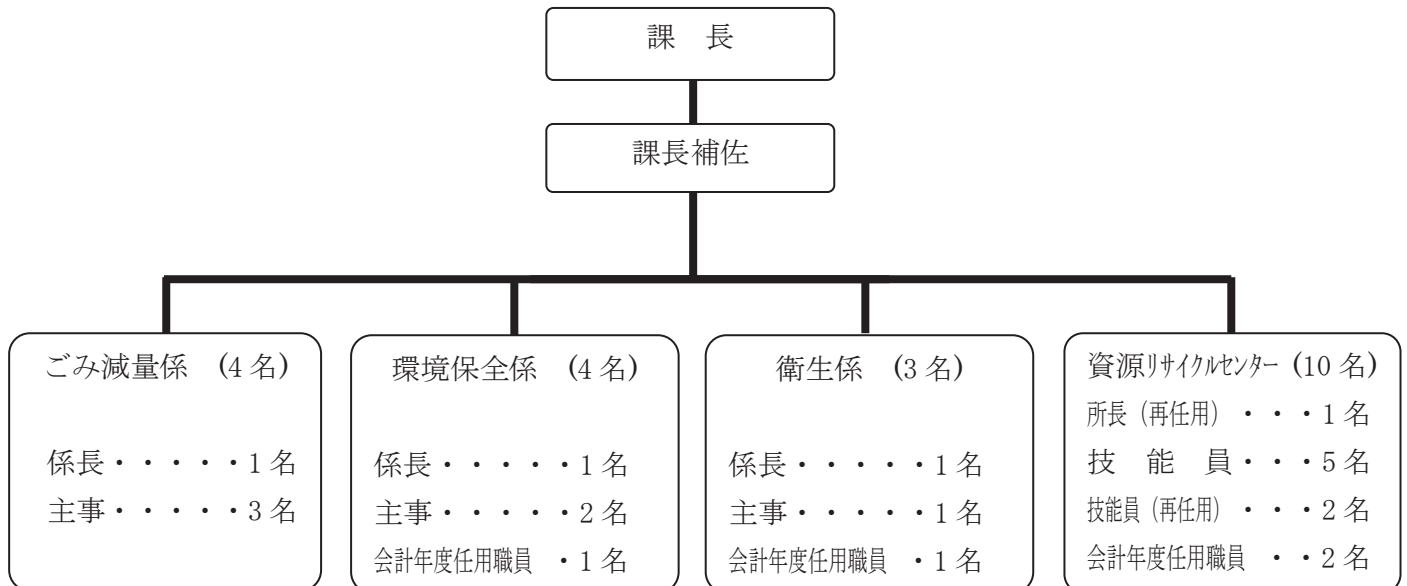 課　長
課長補佐
ごみ減量係　(4名)
係長・・・・・1名
主事・・・・・3名
環境保全係　(4名)
係長・・・・・1名
主事・・・・・2名
会計年度任用職員　・1名
衛生係　(3名)
係長・・・・・1名
主事・・・・・1名
会計年度任用職員　・1名
資源ﾘｻｲｸﾙｾﾝﾀｰ (10名)
所長（再任用）・・・1名
技　能　員・・・5名
技能員（再任用）・・・2名
会計年度任用職員　・・2名